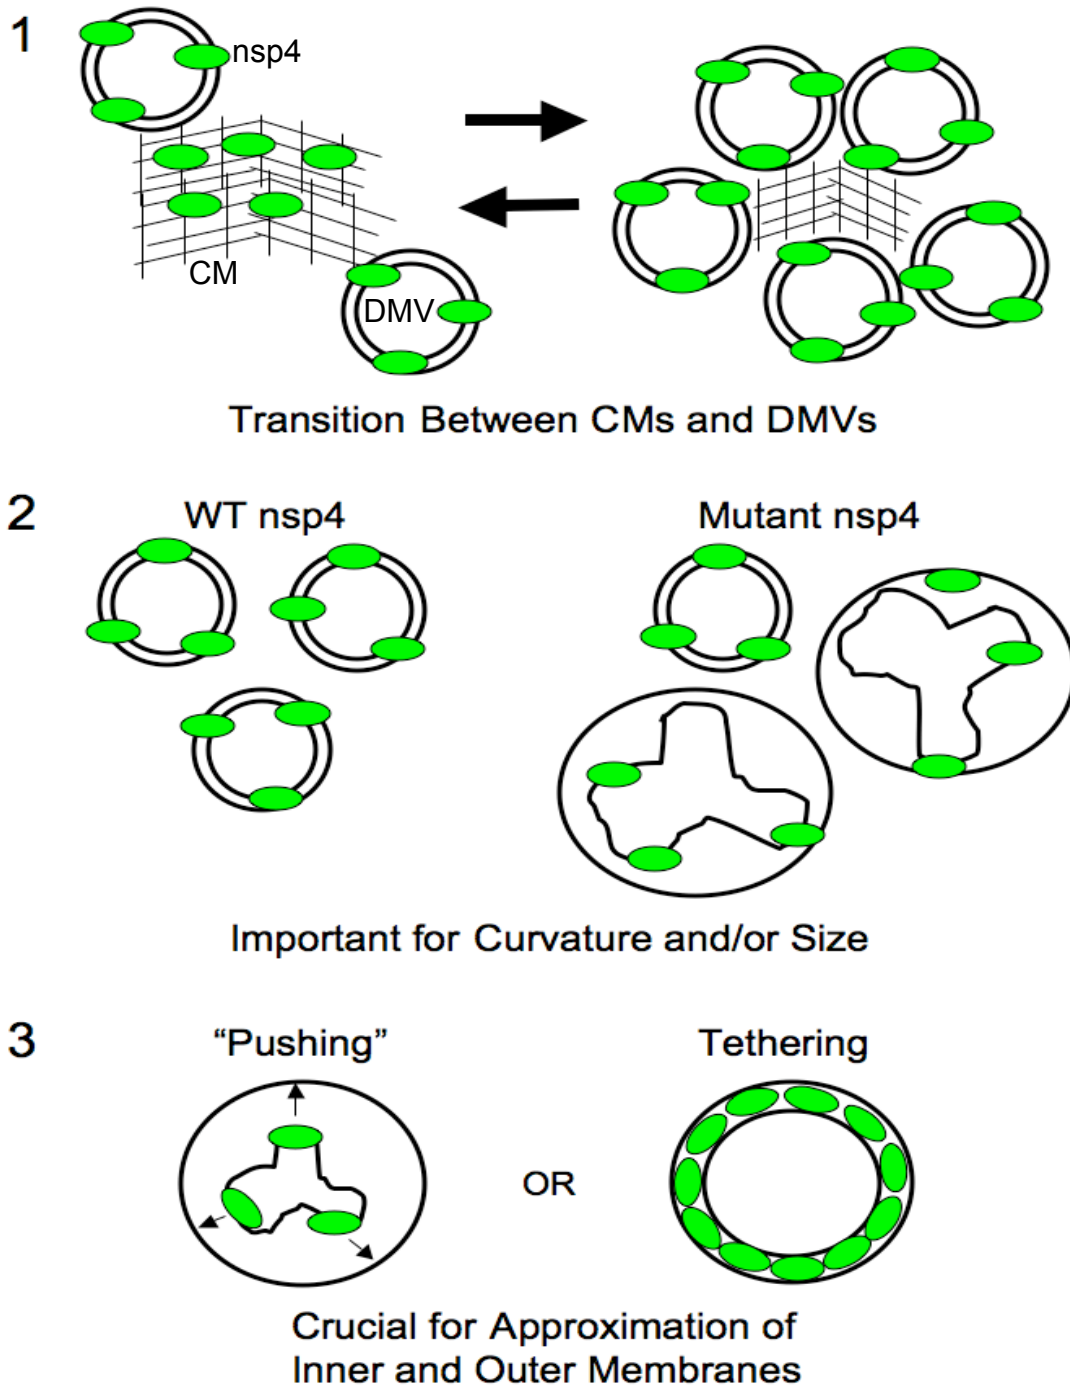 1
nsp4
CM
DMV
Transition Between CMs and DMVs
2
WT nsp4
Mutant nsp4
Important for Curvature and/or Size
3
“Pushing”
Tethering
OR
Crucial for Approximation of
Inner and Outer Membranes